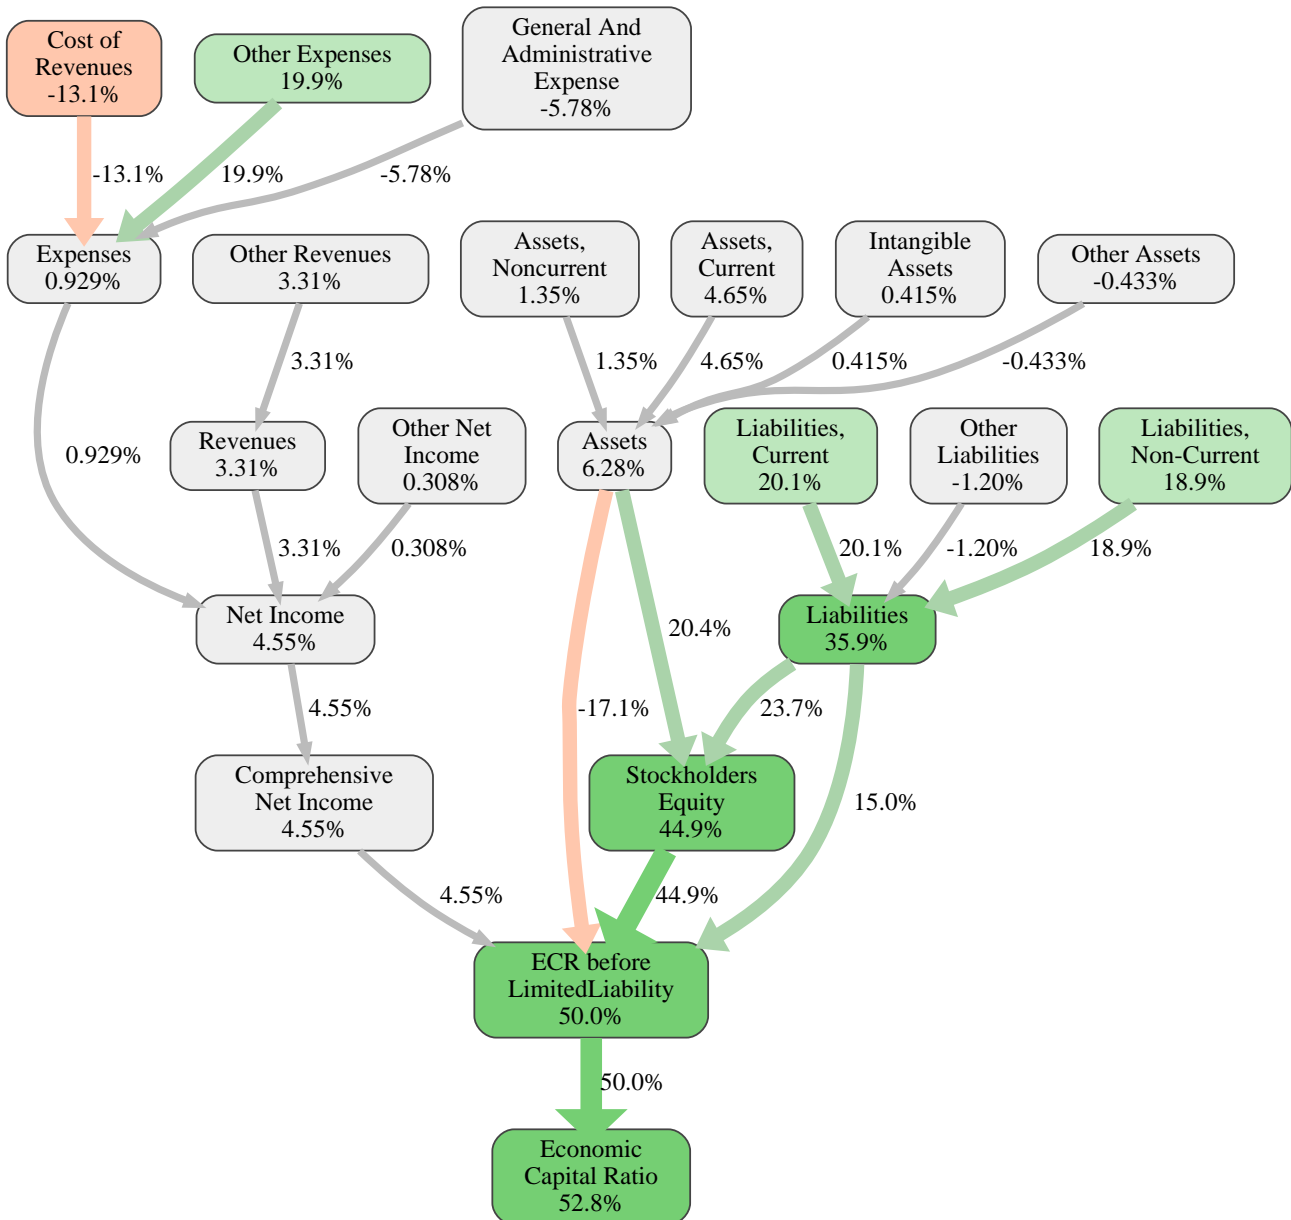 Cost of
Revenues
-13.1%
Other Expenses
19.9%
General And
Administrative
Expense
-5.78%
-13.1%
19.9%
-5.78%
Expenses
0.929%
Other Revenues
3.31%
Assets,
Noncurrent
1.35%
Assets,
Current
4.65%
Intangible
Assets
0.415%
Other Assets
-0.433%
3.31%
1.35%
4.65%
0.415%
-0.433%
0.929%
Revenues
3.31%
Other Net
Income
0.308%
Assets
6.28%
Liabilities,
Current
20.1%
Other
Liabilities
-1.20%
Liabilities,
Non-Current
18.9%
3.31%
0.308%
20.1%
-1.20%
18.9%
Net Income
4.55%
20.4%
Liabilities
35.9%
4.55%
-17.1%
23.7%
Comprehensive
Net Income
4.55%
Stockholders
Equity
44.9%
15.0%
4.55%
44.9%
ECR before
LimitedLiability
50.0%
50.0%
Economic
Capital Ratio
52.8%